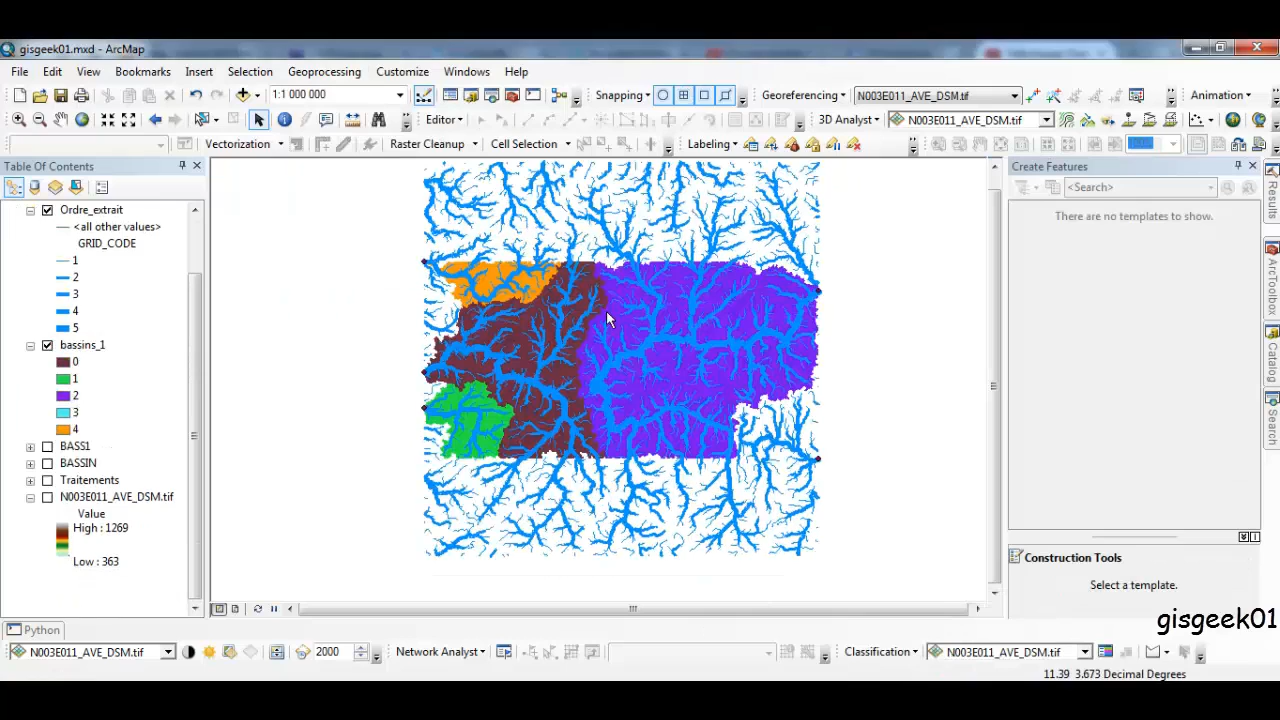 gisgeek01.mxd - ArcMap
File Edit View Bookmarks Insert Selection Geoprocessing Customize Windows Help
1:1 000 000 Snapping Georeferencing N003E011_AVE_DSM.tif Animation
Editor 3D Analyst N003E011_AVE_DSM.tif
Vectorization Raster Cleanup Cell Selection Labeling
Table Of Contents
Ordre_extrait
<all other values>
GRID_CODE
1
2
3
4
5
bassins_1
0
1
2
3
4
BASS1
BASSIN
Traitements
N003E011_AVE_DSM.tif
Value
High : 1269
Low : 363
Create Features
<Search>
There are no templates to show.
Construction Tools
Select a template.
Results
ArcToolbox
Catalog
Search
gisgeek01
Python
N003E011_AVE_DSM.tif 2000 Network Analyst Classification N003E011_AVE_DSM.tif
11.39 3.673 Decimal Degrees